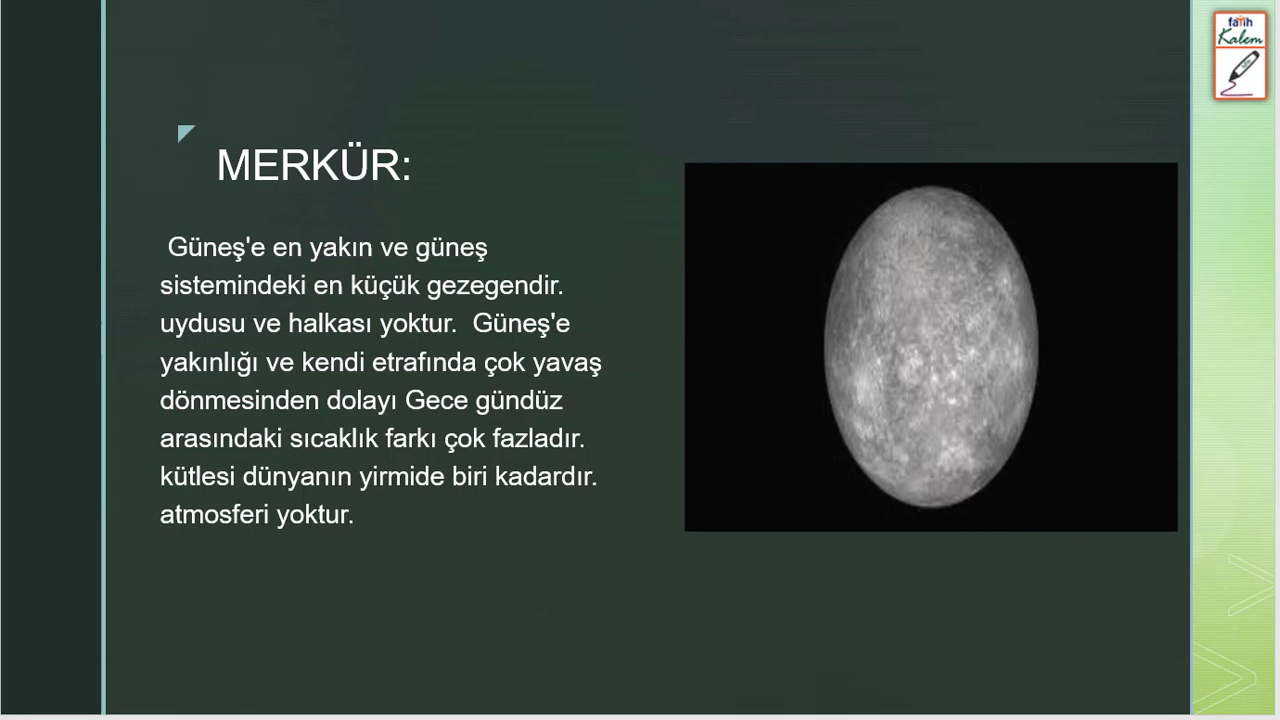 fatih
Kalem
MERKÜR:
Güneş'e en yakın ve güneş
sistemindeki en küçük gezegendir.
uydusu ve halkası yoktur.  Güneş'e
yakınlığı ve kendi etrafında çok yavaş
dönmesinden dolayı Gece gündüz
arasındaki sıcaklık farkı çok fazladır.
kütlesi dünyanın yirmide biri kadardır.
atmosferi yoktur.